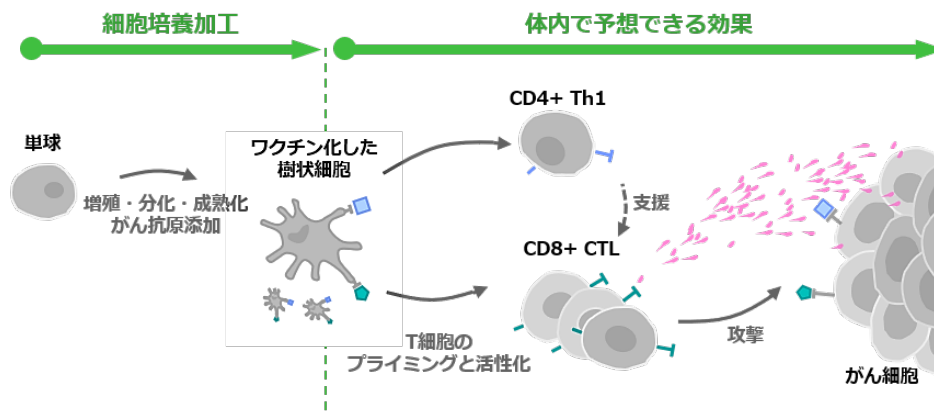 細胞培養加工
体内で予想できる効果
単球
増殖・分化・成熟化
がん抗原添加
ワクチン化した
樹状細胞
CD4+ Th1
支援
CD8+ CTL
T細胞の
プライミングと活性化
攻撃
がん細胞